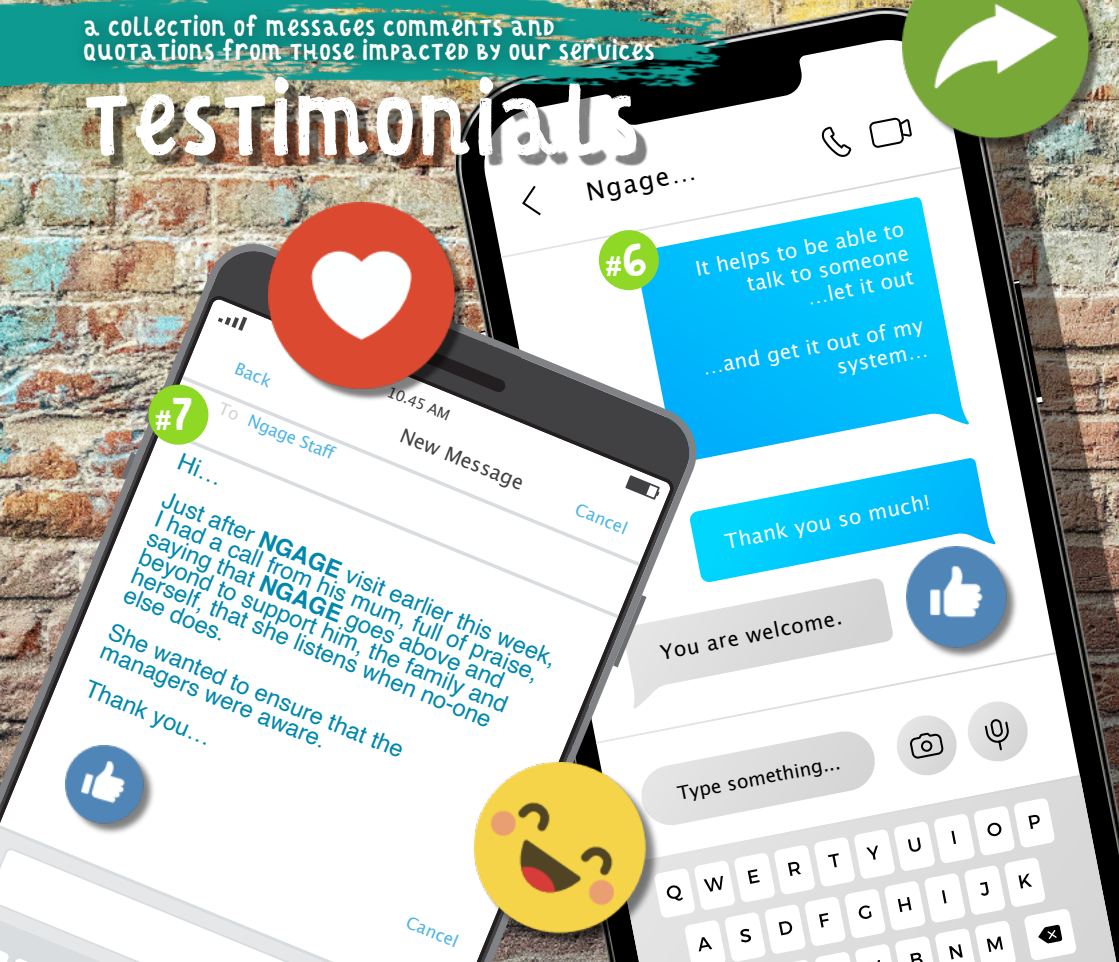 a collection of messages comments and
quotations from those impacted by our services
Testimonials
Ngage...
#6
It helps to be able to
talk to someone
...let it out
...and get it out of my
system...
Thank you so much!
You are welcome.
Type something...
Q W E R T Y U I O P
A S D F G H I J K
B N M
10.45 AM
Back
New Message
Cancel
#7
To Ngage Staff
Hi...
Just after NGAGE visit earlier this week,
I had a call from his mum, full of praise,
saying that NGAGE goes above and
beyond to support him, the family and
herself, that she listens when no-one
else does.
She wanted to ensure that the
managers were aware.
Thank you...
Cancel